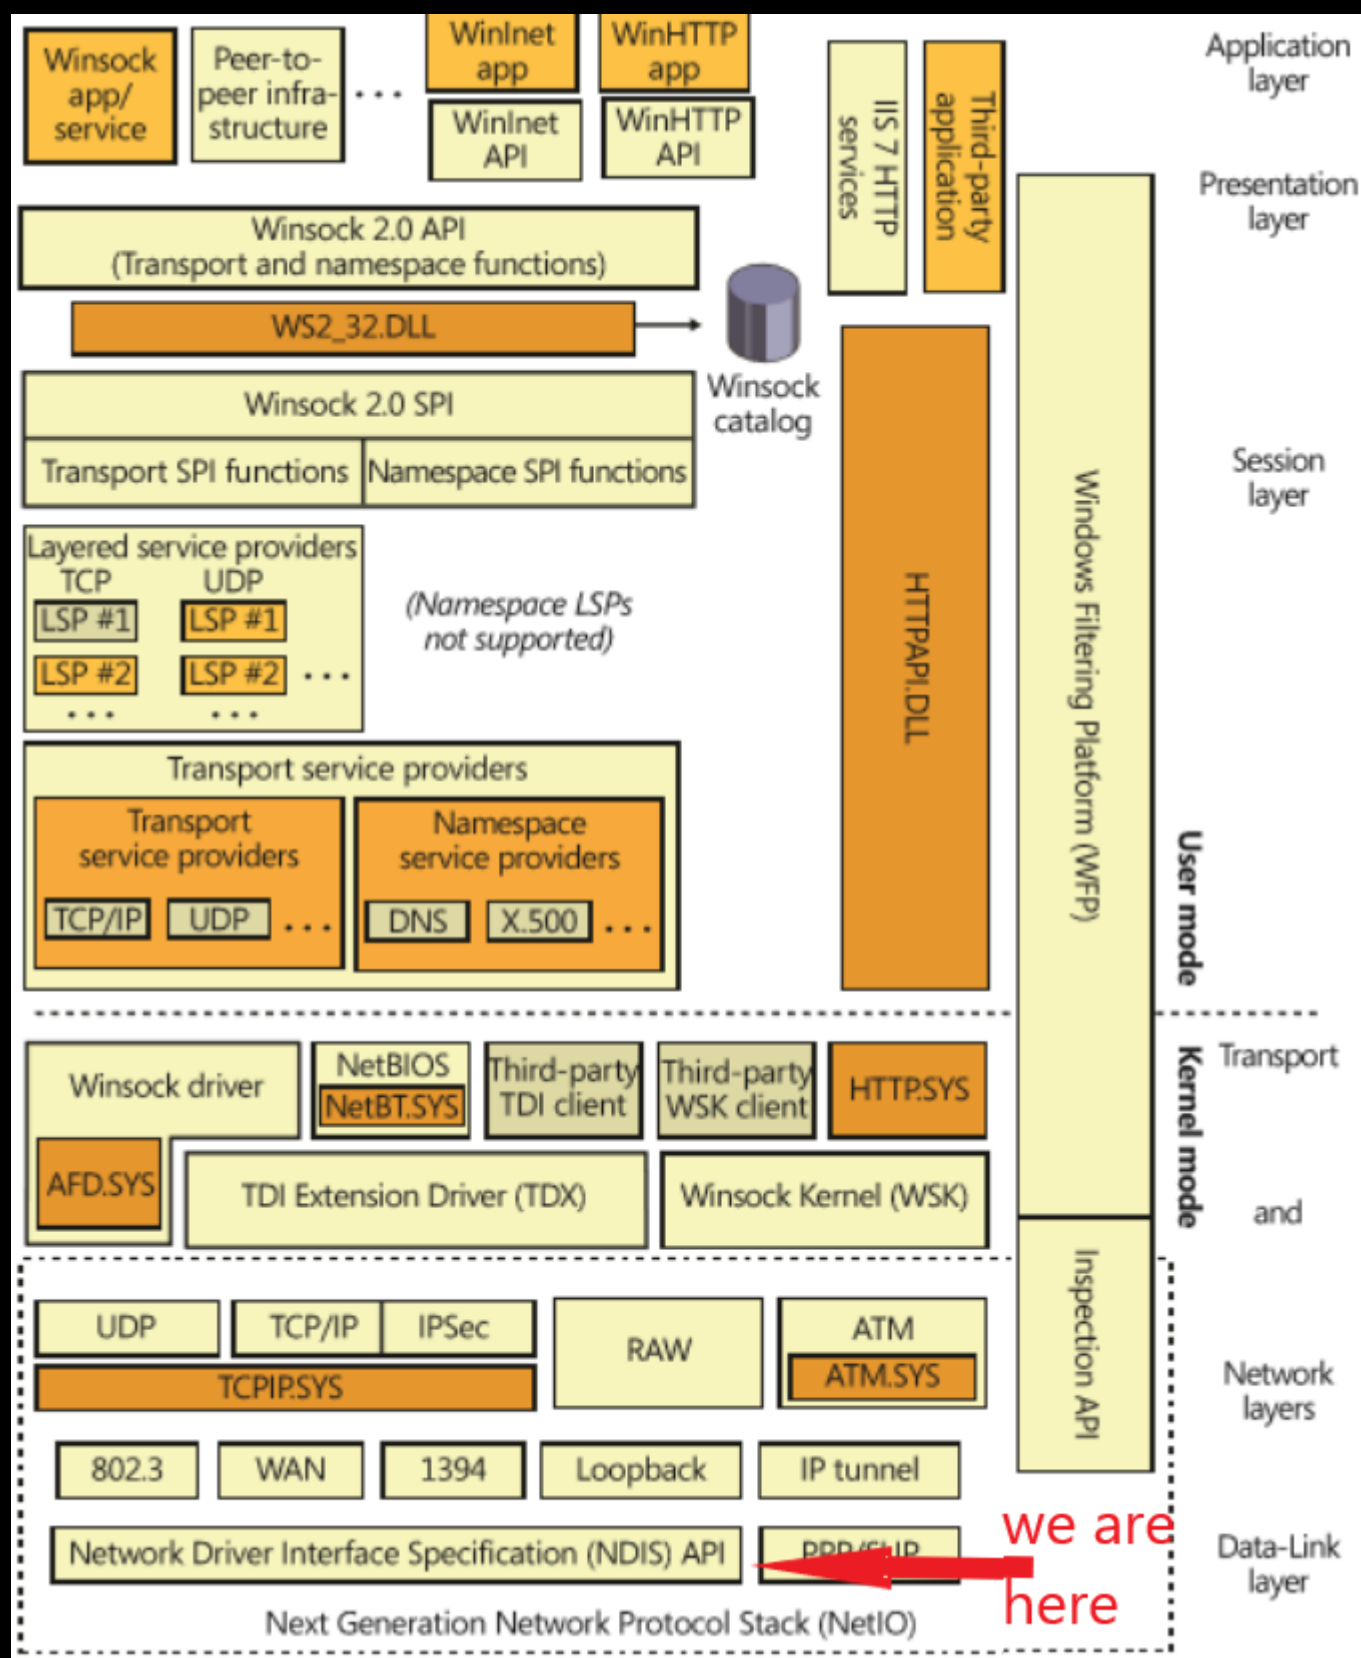 Winsock
app/
service
Peer-to-
peer infra-
structure
...
WinInet
app
WinInet
API
WinHTTP
app
WinHTTP
API
IIS 7 HTTP
services
Third-party
application
Application
layer
Presentation
layer
Winsock 2.0 API
(Transport and namespace functions)
WS2_32.DLL
Winsock
catalog
Winsock 2.0 SPI
Transport SPI functions
Namespace SPI functions
Session
layer
Layered service providers
TCP
UDP
LSP #1
LSP #1
LSP #2
LSP #2
...
...
...
(Namespace LSPs
not supported)
HTTPAPI.DLL
Windows Filtering Platform (WFP)
Transport service providers
Transport
service providers
TCP/IP
UDP
...
Namespace
service providers
DNS
X.500
...
User mode
Kernel mode
Transport
and
Network
layers
Winsock driver
AFD.SYS
NetBIOS
NetBT.SYS
Third-party
TDI client
Third-party
WSK client
HTTP.SYS
TDI Extension Driver (TDX)
Winsock Kernel (WSK)
Inspection API
UDP
TCP/IP
IPSec
TCPIP.SYS
RAW
ATM
ATM.SYS
802.3
WAN
1394
Loopback
IP tunnel
Network Driver Interface Specification (NDIS) API
PPP/SLIP
we are
here
Data-Link
layer
Next Generation Network Protocol Stack (NetIO)